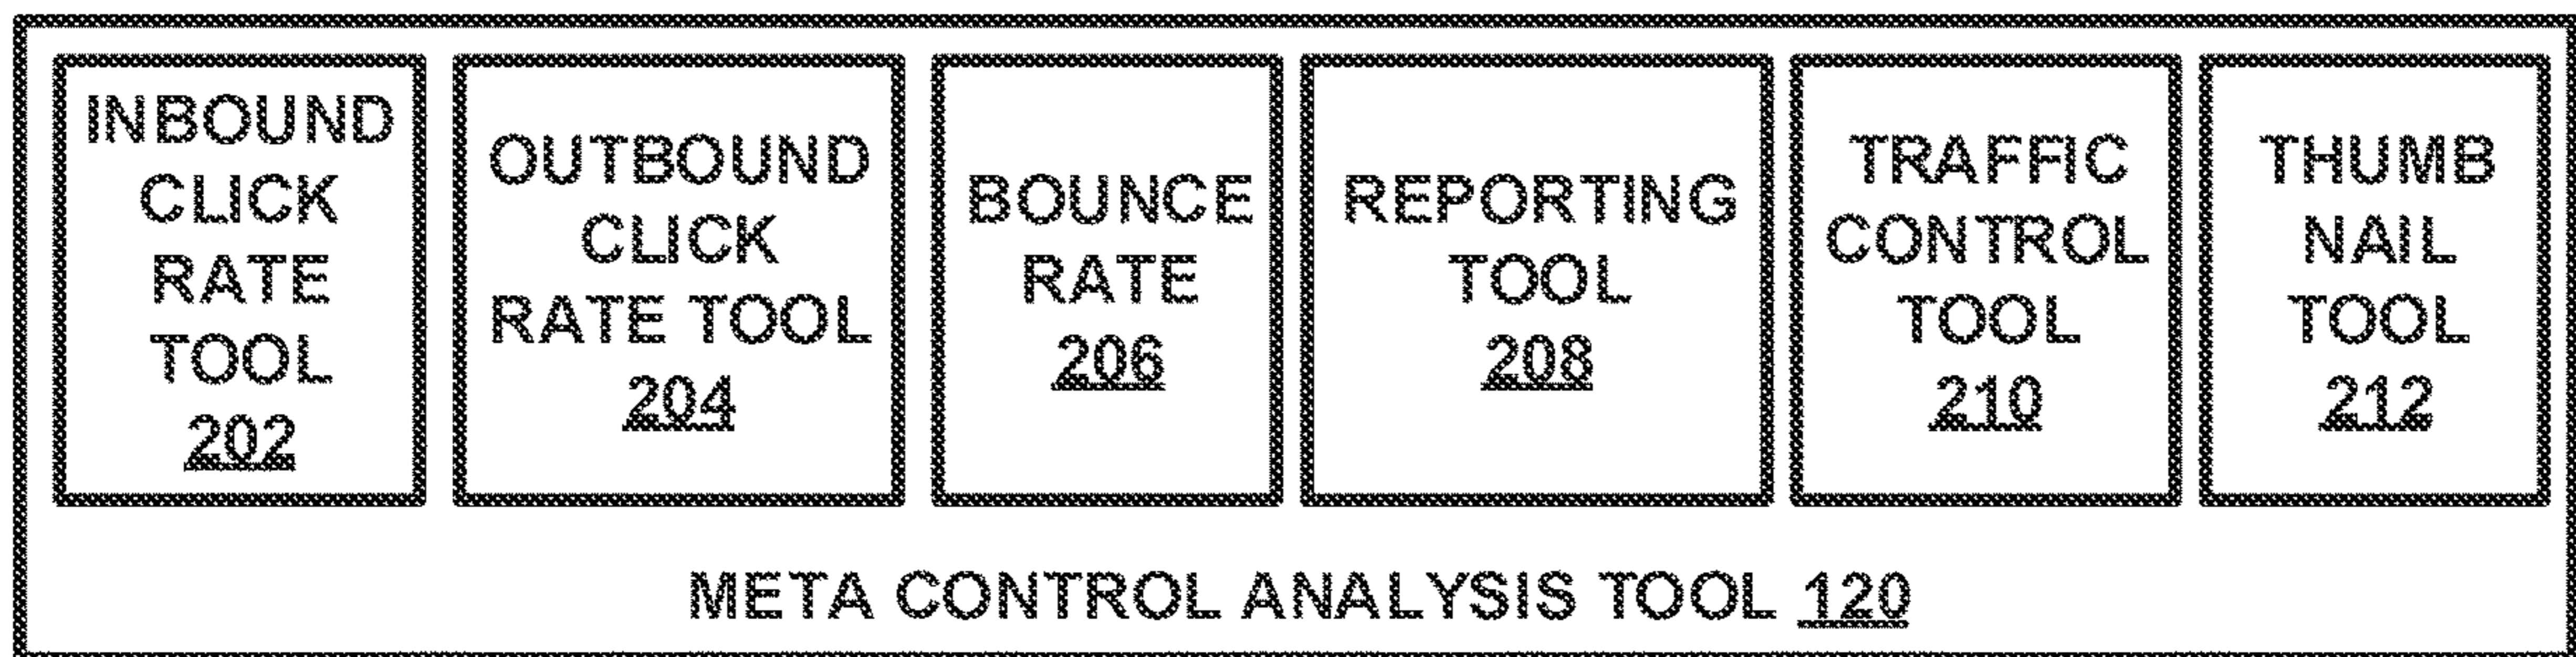 INBOUND
CLICK
RATE
TOOL
202
OUTBOUND
CLICK
RATE TOOL
204
BOUNCE
RATE
206
REPORTING
TOOL
208
TRAFFIC
CONTROL
TOOL
210
THUMB
NAIL
TOOL
212
META CONTROL ANALYSIS TOOL 120